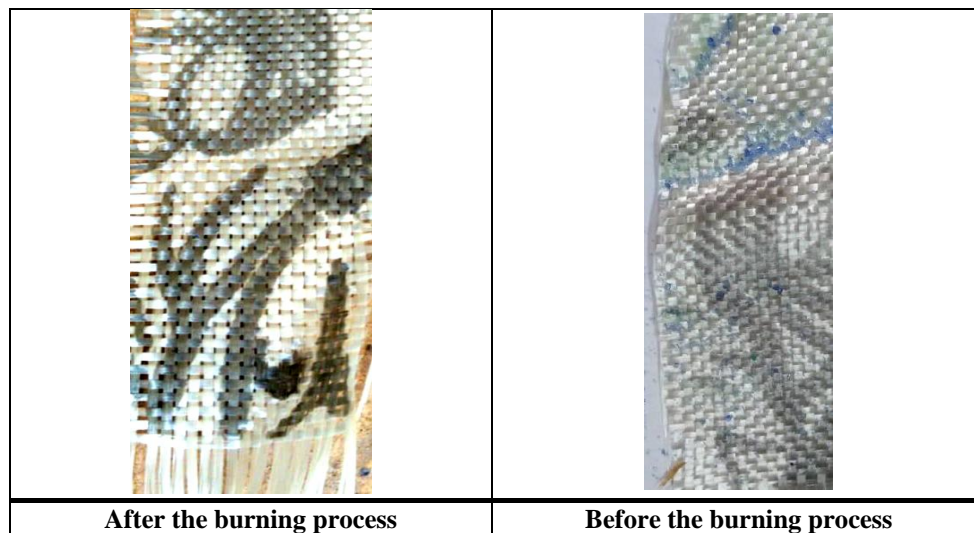 After the burning process
Before the burning process